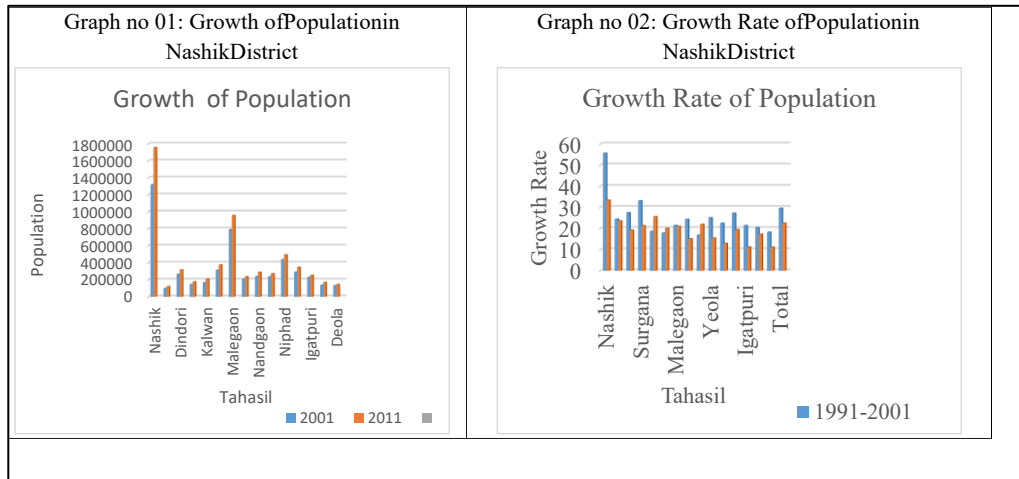 Graph no 01: Growth ofPopulationin
NashikDistrict
Growth of Population
1800000
1600000
1400000
1200000
1000000
800000
600000
400000
200000
0
Population
Nashik
Dindori
Kalwan
Malegaon
Nandgaon
Niphad
Igatpuri
Deola
Tahasil
2001 2011
Graph no 02: Growth Rate ofPopulationin
NashikDistrict
Growth Rate of Population
60
50
40
30
20
10
0
Growth Rate
Nashik
Surgana
Malegaon
Yeola
Igatpuri
Total
Tahasil
1991-2001